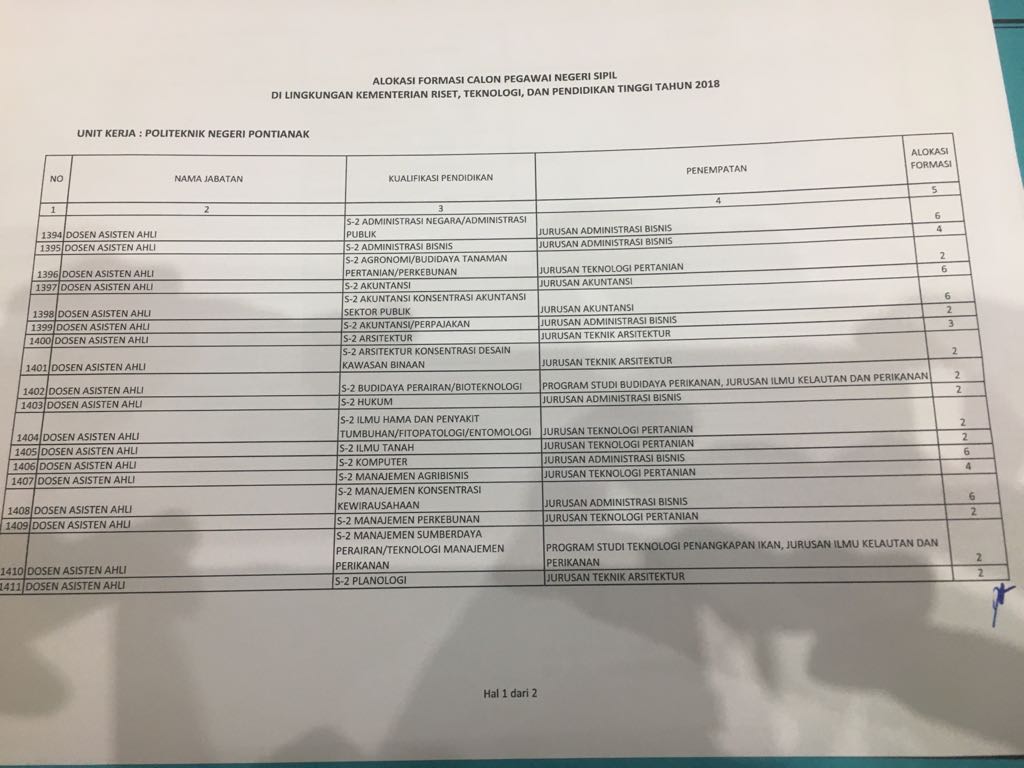 ALOKASI FORMASI CALON PEGAWAI NEGERI SIPIL
DI LINGKUNGAN KEMENTERIAN RISET, TEKNOLOGI, DAN PENDIDIKAN TINGGI TAHUN 2018
UNIT KERJA : POLITEKNIK NEGERI PONTIANAK
NO NAMA JABATAN KUALIFIKASI PENDIDIKAN PENEMPATAN ALOKASI FORMASI
1 2 3 4 5
1394 DOSEN ASISTEN AHLI S-2 ADMINISTRASI NEGARA/ADMINISTRASI PUBLIK JURUSAN ADMINISTRASI BISNIS 6
1395 DOSEN ASISTEN AHLI S-2 ADMINISTRASI BISNIS JURUSAN ADMINISTRASI BISNIS 4
1396 DOSEN ASISTEN AHLI S-2 AGRONOMI/BUDIDAYA TANAMAN PERTANIAN/PERKEBUNAN JURUSAN TEKNOLOGI PERTANIAN 2
1397 DOSEN ASISTEN AHLI S-2 AKUNTANSI JURUSAN AKUNTANSI 6
1398 DOSEN ASISTEN AHLI S-2 AKUNTANSI KONSENTRASI AKUNTANSI SEKTOR PUBLIK JURUSAN AKUNTANSI 6
1399 DOSEN ASISTEN AHLI S-2 AKUNTANSI/PERPAJAKAN JURUSAN ADMINISTRASI BISNIS 2
1400 DOSEN ASISTEN AHLI S-2 ARSITEKTUR JURUSAN TEKNIK ARSITEKTUR 3
1401 DOSEN ASISTEN AHLI S-2 ARSITEKTUR KONSENTRASI DESAIN KAWASAN BINAAN JURUSAN TEKNIK ARSITEKTUR 2
1402 DOSEN ASISTEN AHLI S-2 BUDIDAYA PERAIRAN/BIOTEKNOLOGI PROGRAM STUDI BUDIDAYA PERIKANAN, JURUSAN ILMU KELAUTAN DAN PERIKANAN 2
1403 DOSEN ASISTEN AHLI S-2 HUKUM JURUSAN ADMINISTRASI BISNIS 2
1404 DOSEN ASISTEN AHLI S-2 ILMU HAMA DAN PENYAKIT TUMBUHAN/FITOPATOLOGI/ENTOMOLOGI JURUSAN TEKNOLOGI PERTANIAN 2
1405 DOSEN ASISTEN AHLI S-2 ILMU TANAH JURUSAN TEKNOLOGI PERTANIAN 2
1406 DOSEN ASISTEN AHLI S-2 KOMPUTER JURUSAN ADMINISTRASI BISNIS 6
1407 DOSEN ASISTEN AHLI S-2 MANAJEMEN AGRIBISNIS JURUSAN TEKNOLOGI PERTANIAN 4
1408 DOSEN ASISTEN AHLI S-2 MANAJEMEN KONSENTRASI KEWIRAUSAHAAN JURUSAN ADMINISTRASI BISNIS 6
1409 DOSEN ASISTEN AHLI S-2 MANAJEMEN PERKEBUNAN JURUSAN TEKNOLOGI PERTANIAN 2
1410 DOSEN ASISTEN AHLI S-2 MANAJEMEN SUMBERDAYA PERAIRAN/TEKNOLOGI MANAJEMEN PERIKANAN PROGRAM STUDI TEKNOLOGI PENANGKAPAN IKAN, JURUSAN ILMU KELAUTAN DAN PERIKANAN 2
1411 DOSEN ASISTEN AHLI S-2 PLANOLOGI JURUSAN TEKNIK ARSITEKTUR 2
Hal 1 dari 2